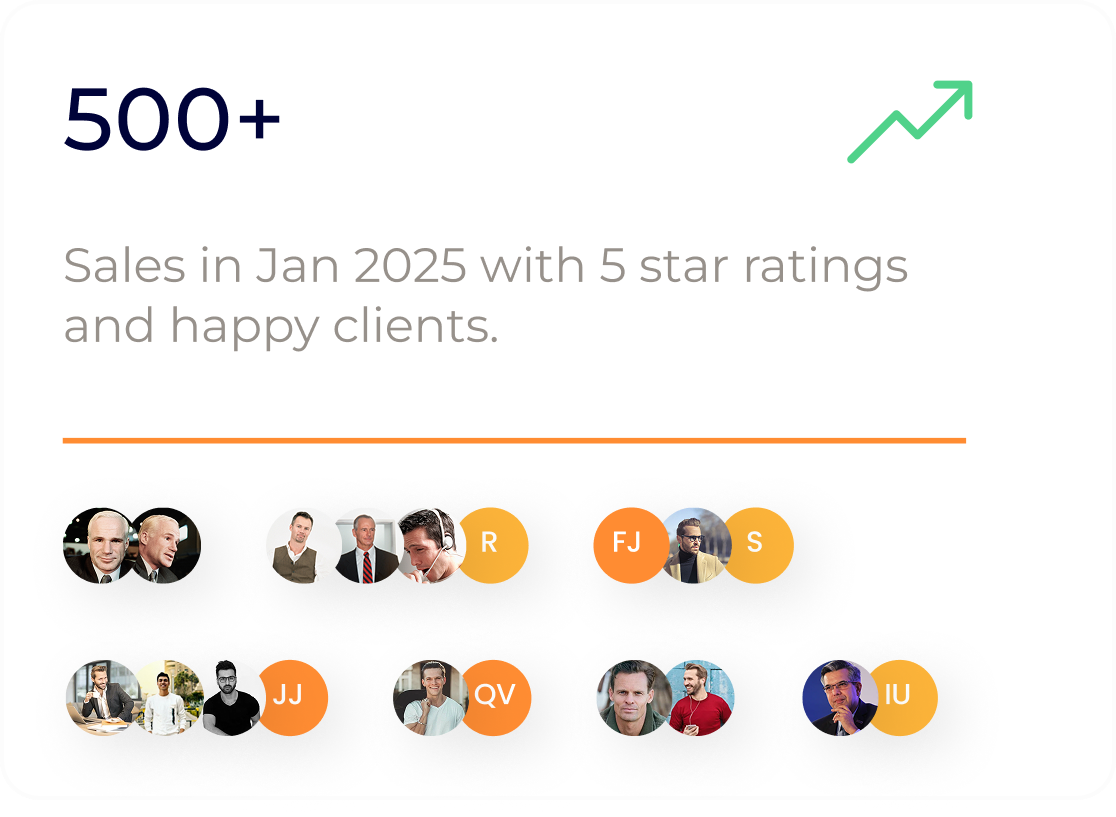 500+
Sales in Jan 2025 with 5 star ratings
and happy clients.
R
FJ
S
JJ
QV
IU